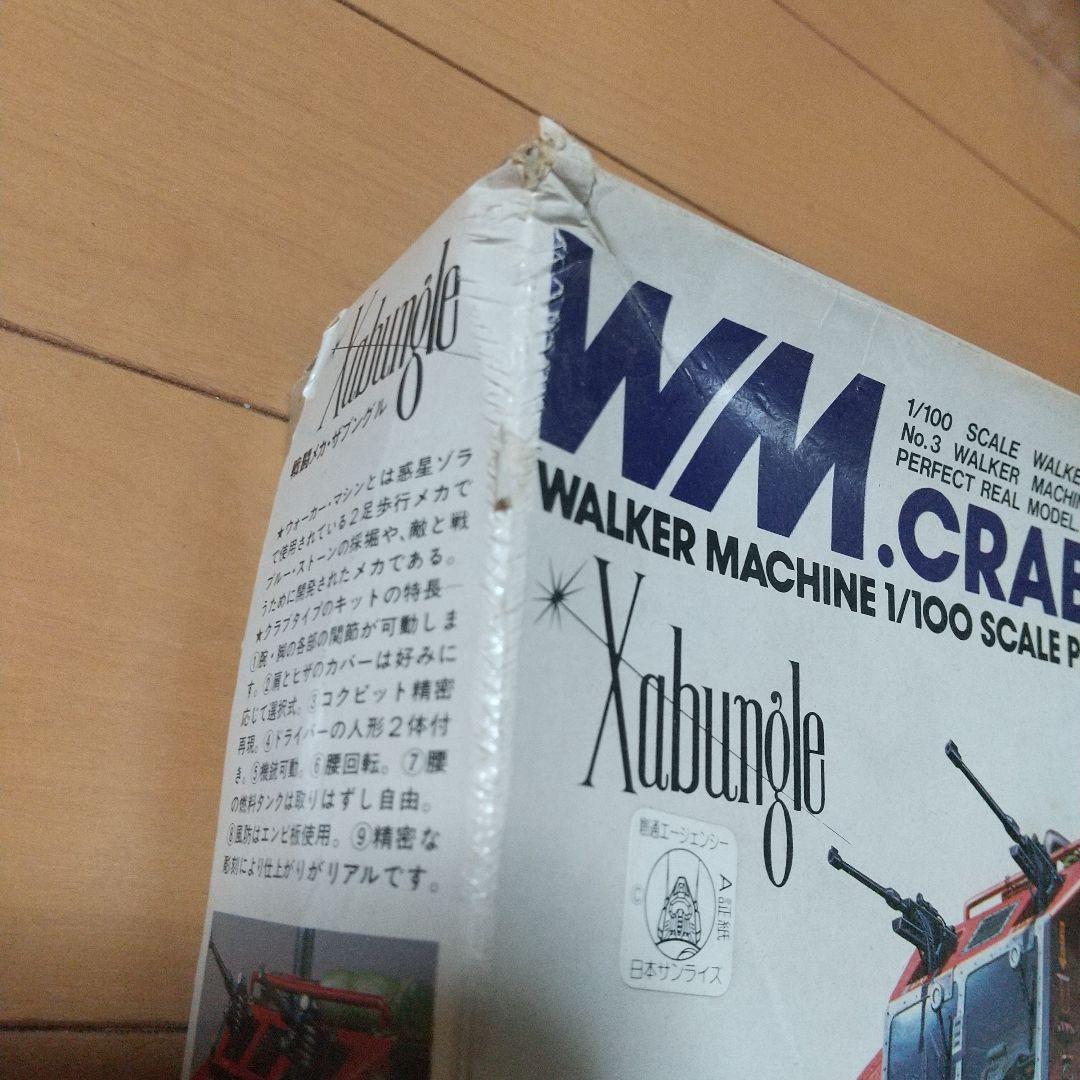 Xabungle
戦闘メカ・ザブングル
★ウォーカー・マシンとは惑星ゾラ
で使用されている2足歩行メカで
ブルー・ストーンの採掘や、敵と戦
うために開発されたメカである。
★クラブタイプのキットの特長―
①腕・脚の各部の関節が可動しま
す。②肩とヒザのカバーは好みに
応じて選択式。③コクピット精密
再現。④ドライバーの人形2体付
き。⑤機銃可動。⑥腰回転。⑦腰
の燃料タンクは取りはずし自由。
⑧風防はエンビ板使用。⑨精密な
彫刻により仕上がりがリアルです。
WM.CRAB
1/100 SCALE WALKE
No.3 WALKER MACHIN
PERFECT REAL MODEL.
WALKER MACHINE 1/100 SCALE P
Xabungle
創通エージェンシー
A証紙
©
日本サンライズ